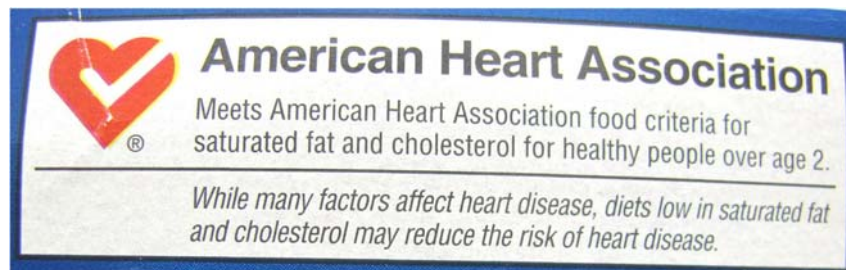 American Heart Association
Meets American Heart Association food criteria for
saturated fat and cholesterol for healthy people over age 2.
®
While many factors affect heart disease, diets low in saturated fat
and cholesterol may reduce the risk of heart disease.